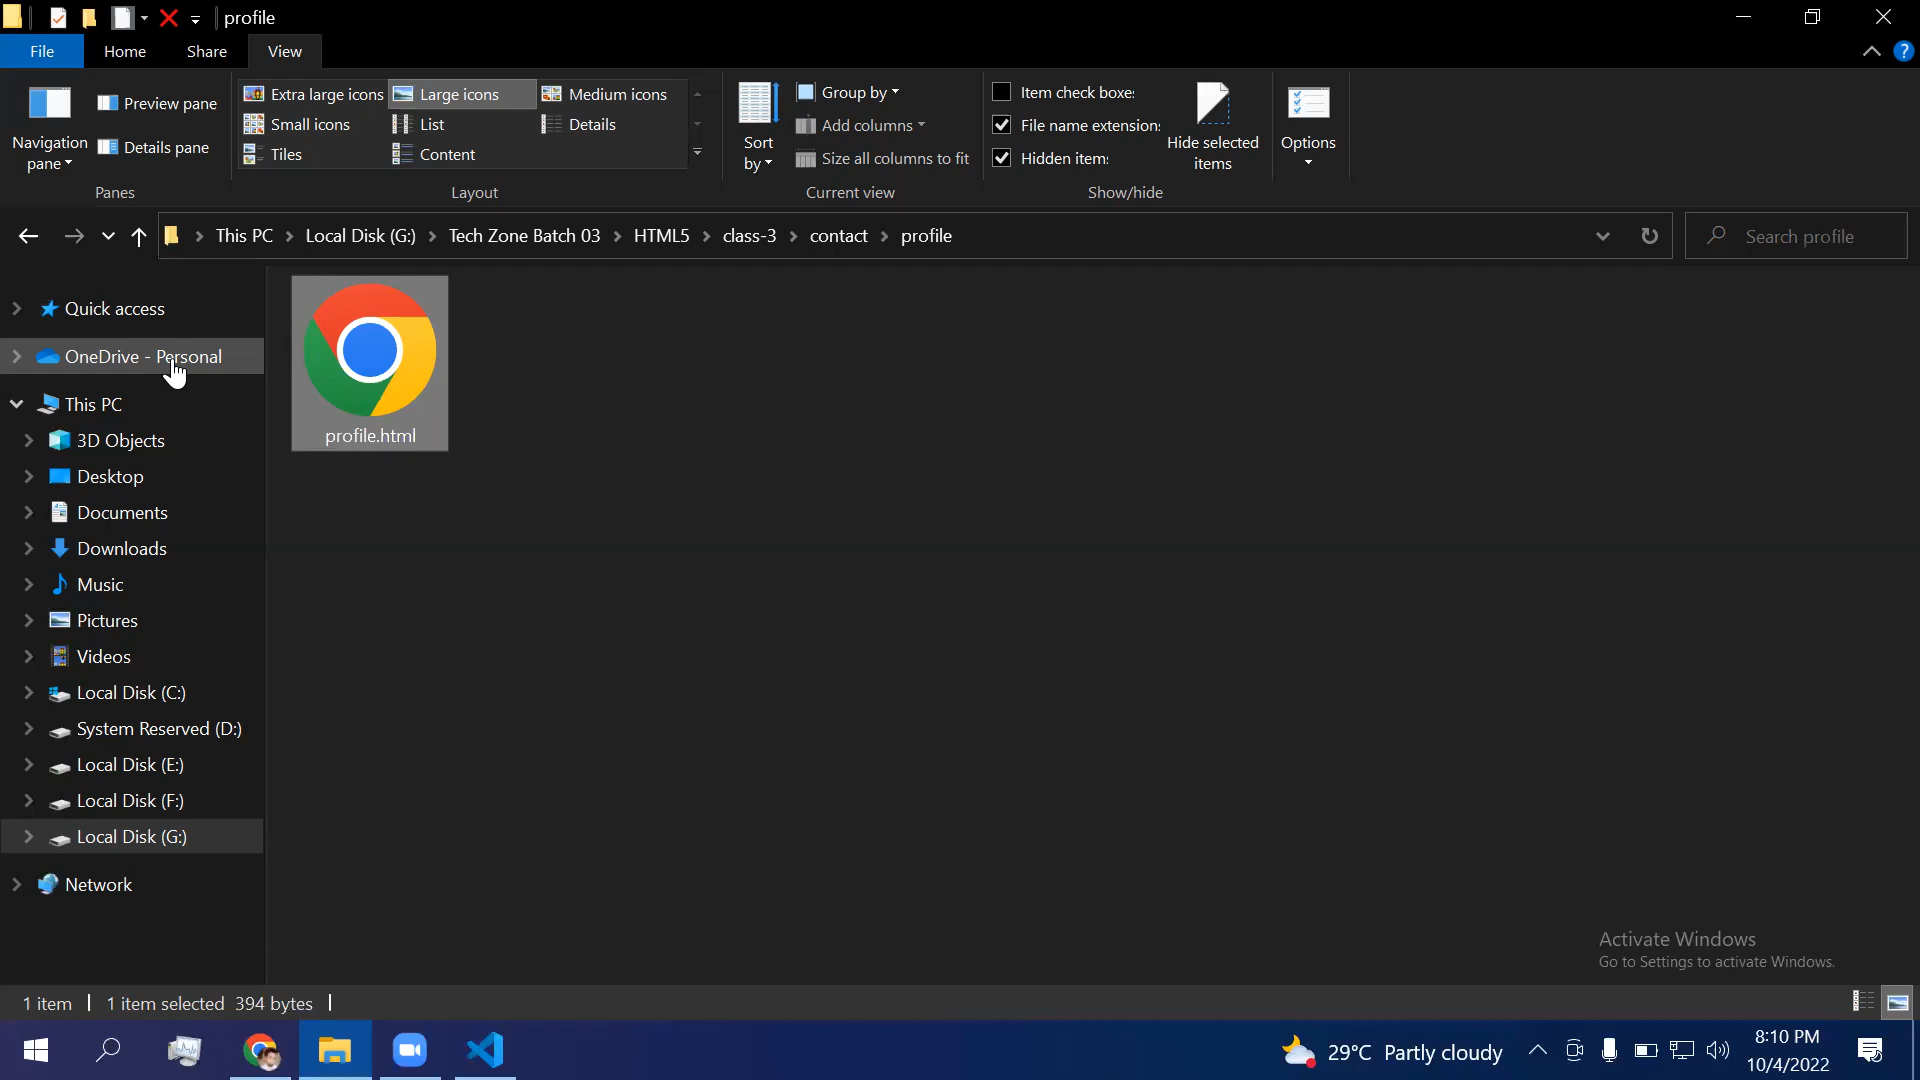 profile
File Home Share View
Navigation pane
Preview pane
Details pane
Panes
Extra large icons Large icons Medium icons
Small icons List Details
Tiles Content
Layout
Sort by
Group by
Add columns
Size all columns to fit
Current view
Item check boxe:
File name extension:
Hidden item:
Hide selected items
Show/hide
Options
This PC Local Disk (G:) Tech Zone Batch 03 HTML5 class-3 contact profile
Search profile
Quick access
OneDrive - Personal
This PC
3D Objects
Desktop
Documents
Downloads
Music
Pictures
Videos
Local Disk (C:)
System Reserved (D:)
Local Disk (E:)
Local Disk (F:)
Local Disk (G:)
Network
profile.html
Activate Windows
Go to Settings to activate Windows.
1 item 1 item selected 394 bytes
29°C Partly cloudy
8:10 PM
10/4/2022